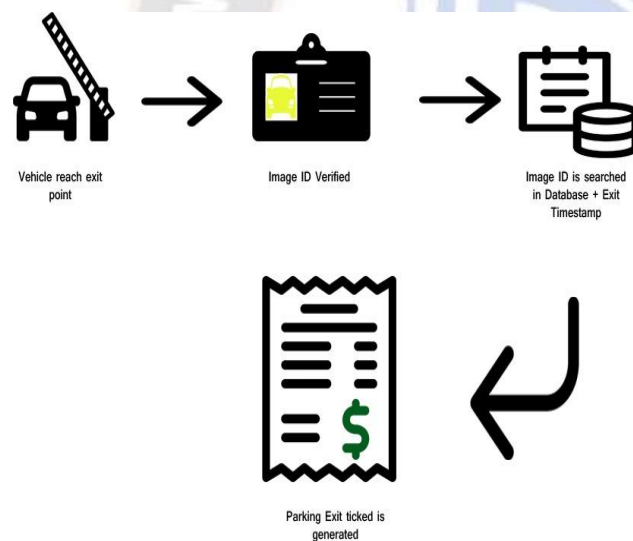 Vehicle reach exit
point
Image ID Verified
Image ID is searched
in Database + Exit
Timestamp
$
Parking Exit ticked is
generated